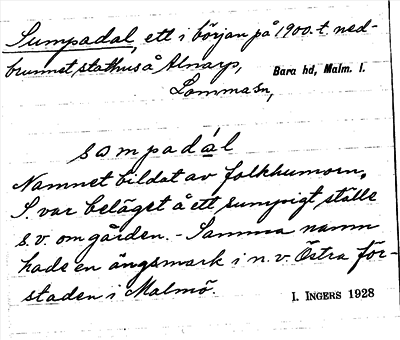 Sumpadal, ett i början på 1900.t. ned-
brunnet stathus å Alnarp,
Bara hd, Malm. l.
Lomma sn,
sampadál
Namnet bildat av folkhumorn,
S. var beläget å ett sumpigt ställe
s.v. om gården. - Samma namn
hade en ängsmark i n.v. Östra för-
staden i Malmö.
I. INGERS 1928